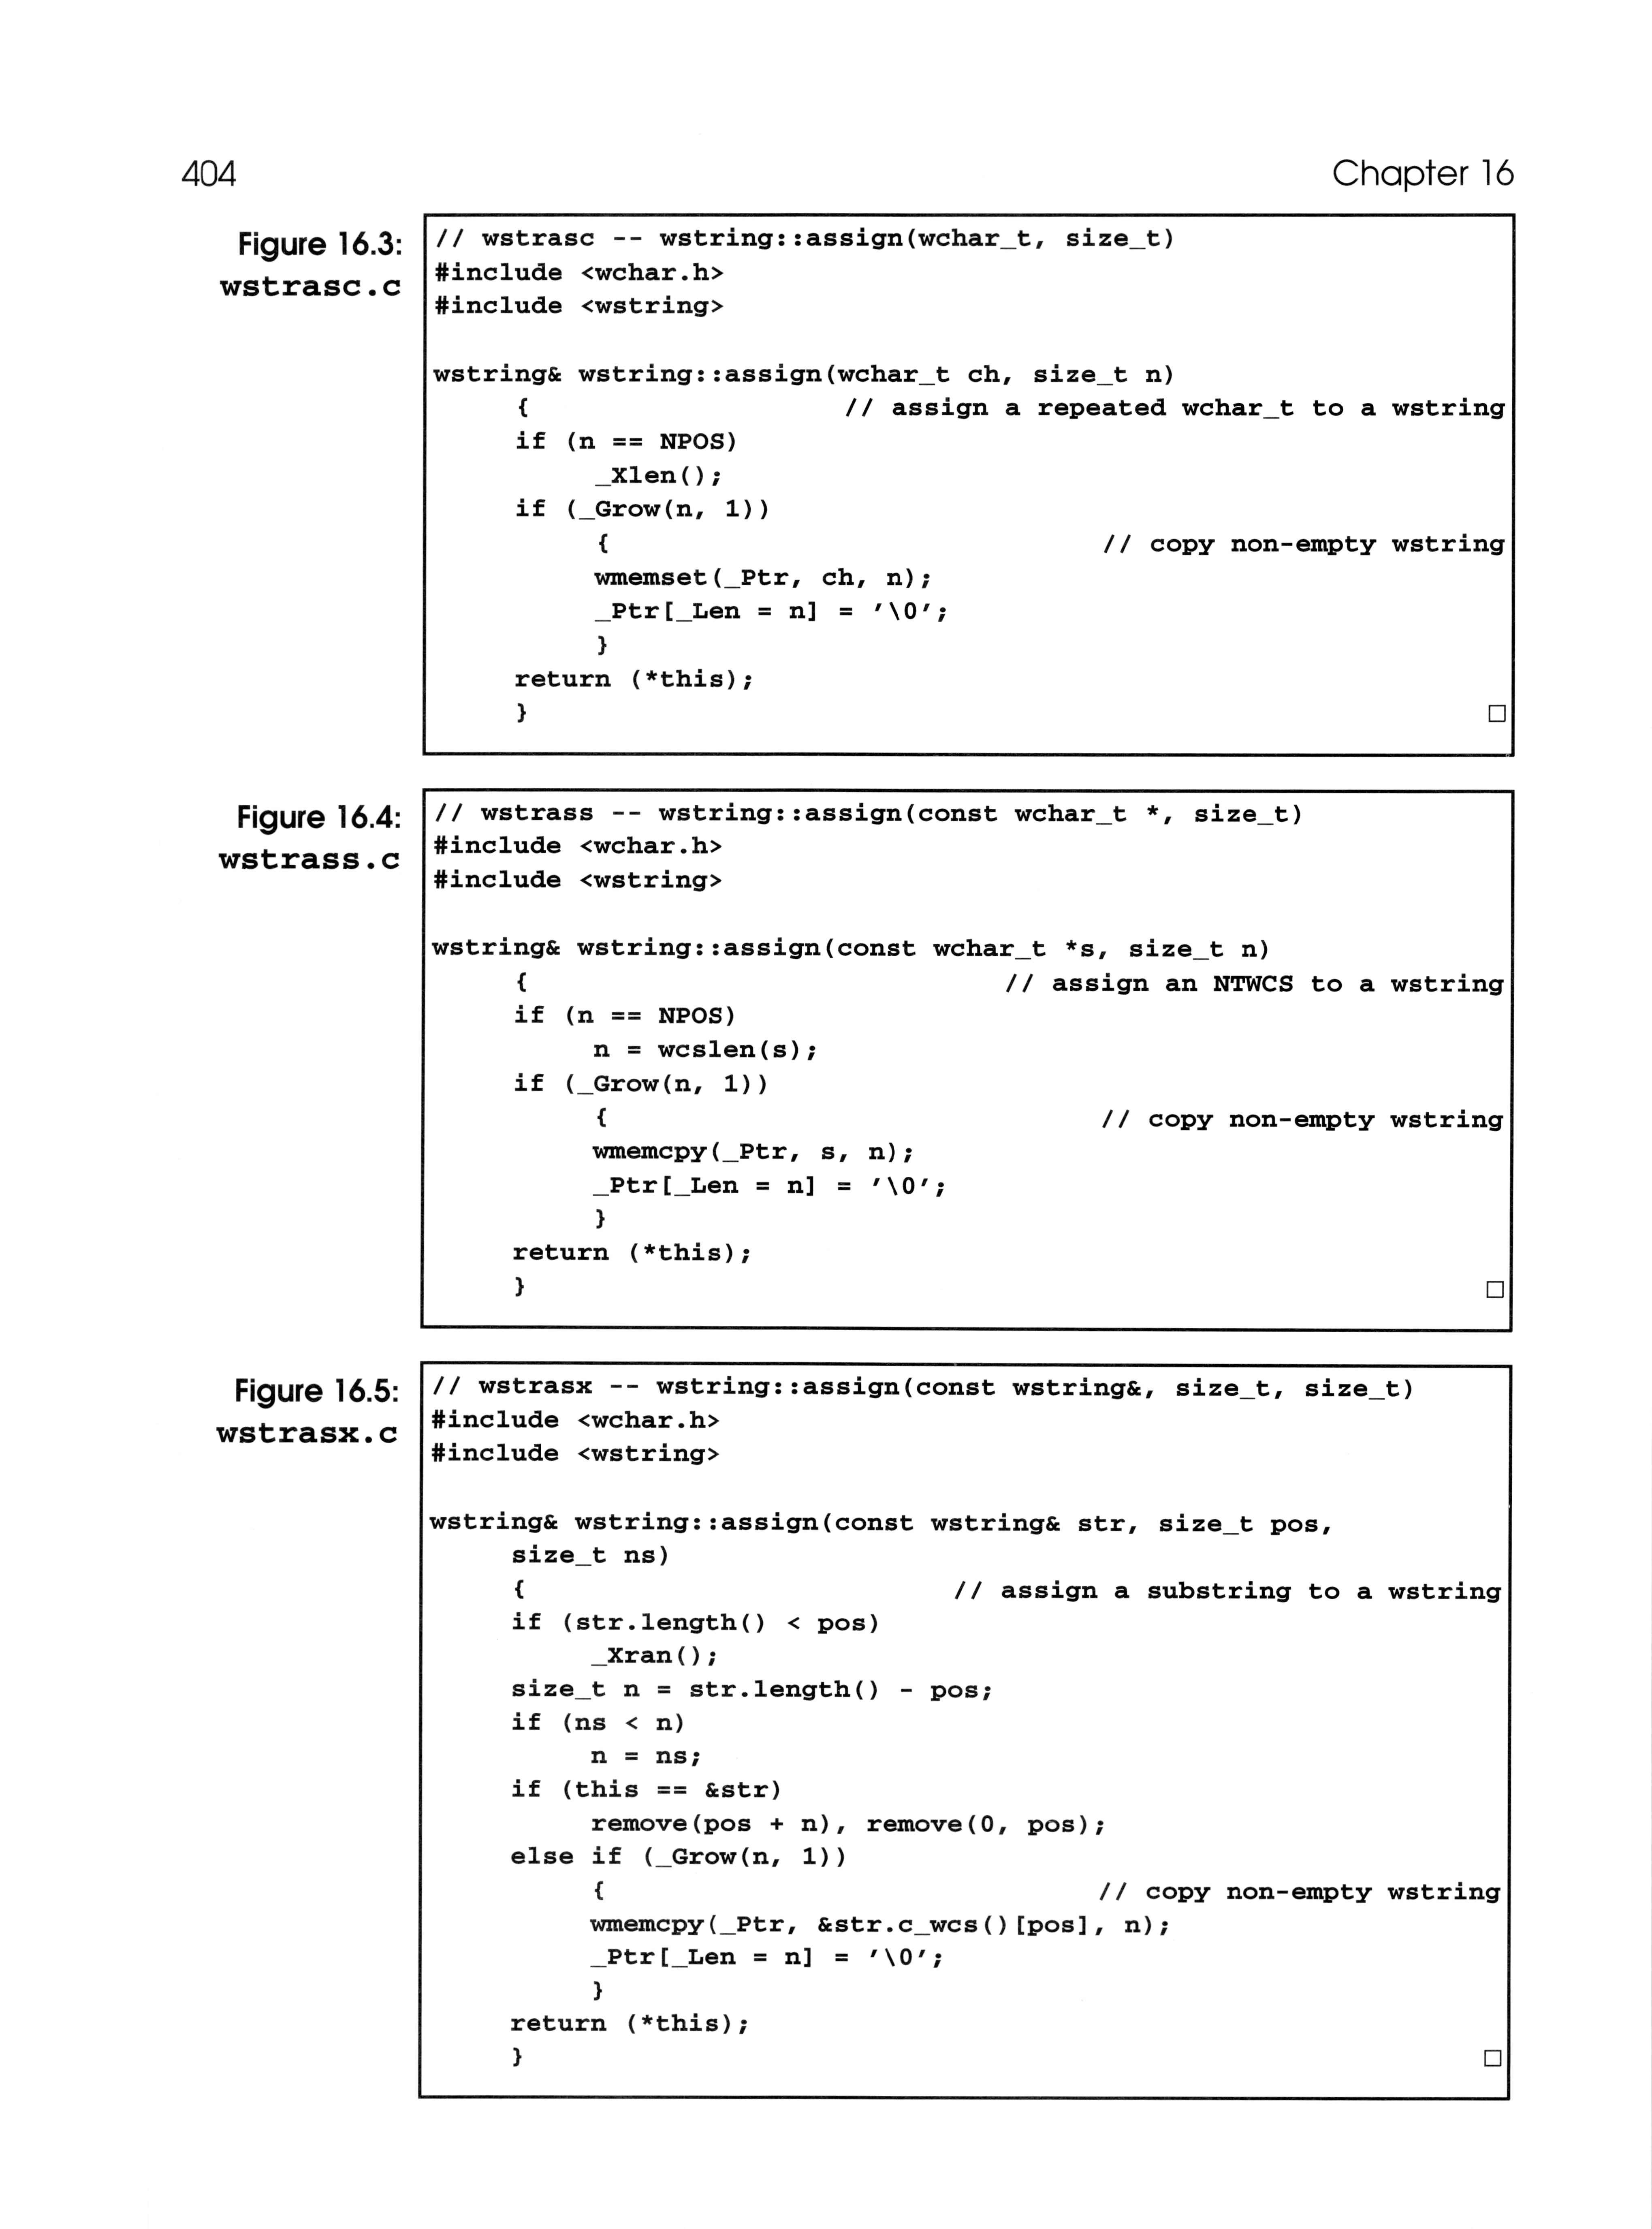 404
Chapter 16
Figure 16.3:
wstrasc.c
// wstrasc -- wstring::assign(wchar_t, size_t)
#include <wchar.h>
#include <wstring>
wstring& wstring::assign(wchar_t ch, size_t n)
{ // assign a repeated wchar_t to a wstring
if (n == NPOS)
_Xlen();
if (_Grow(n, 1))
{ // copy non-empty wstring
wmemset(_Ptr, ch, n);
_Ptr[_Len = n] = '\0';
}
return (*this);
}
Figure 16.4:
wstrass.c
// wstrass -- wstring::assign(const wchar_t *, size_t)
#include <wchar.h>
#include <wstring>
wstring& wstring::assign(const wchar_t *s, size_t n)
{ // assign an NTWCS to a wstring
if (n == NPOS)
n = wcslen(s);
if (_Grow(n, 1))
{ // copy non-empty wstring
wmemcpy(_Ptr, s, n);
_Ptr[_Len = n] = '\0';
}
return (*this);
}
Figure 16.5:
wstrasx.c
// wstrasx -- wstring::assign(const wstring&, size_t, size_t)
#include <wchar.h>
#include <wstring>
wstring& wstring::assign(const wstring& str, size_t pos,
size_t ns)
{ // assign a substring to a wstring
if (str.length() < pos)
_Xran();
size_t n = str.length() - pos;
if (ns < n)
n = ns;
if (this == &str)
remove(pos + n), remove(0, pos);
else if (_Grow(n, 1))
{ // copy non-empty wstring
wmemcpy(_Ptr, &str.c_wcs()[pos], n);
_Ptr[_Len = n] = '\0';
}
return (*this);
}